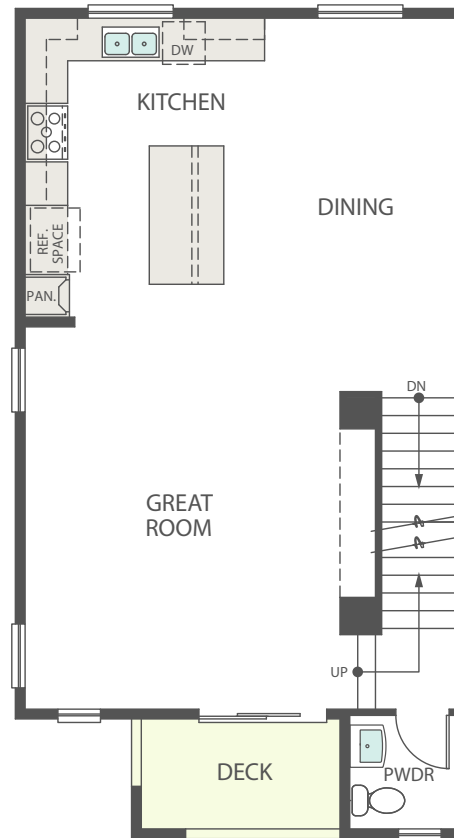 DW
KITCHEN
DINING
REF.
SPACE
PAN.
DN
GREAT
ROOM
UP
DECK
PWDR